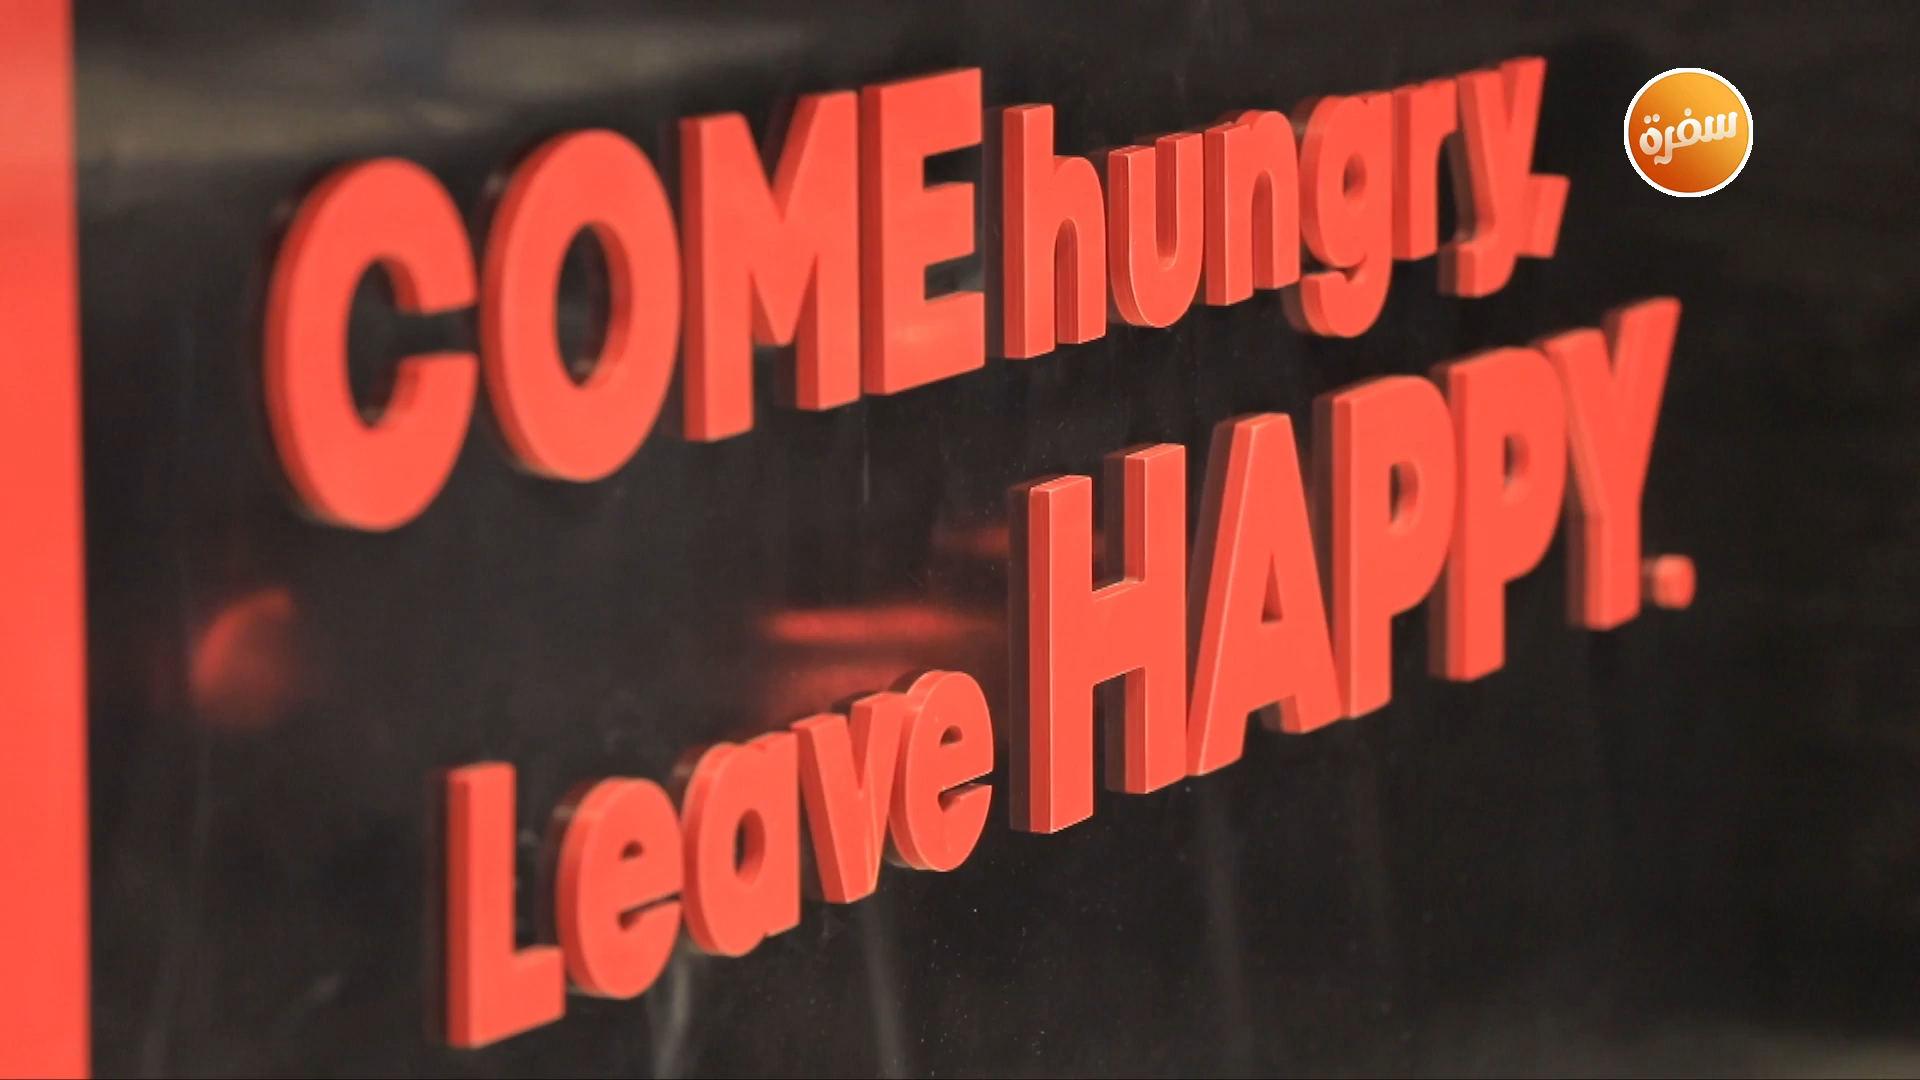 COME hungry,
Leave HAPPY.
سفرة